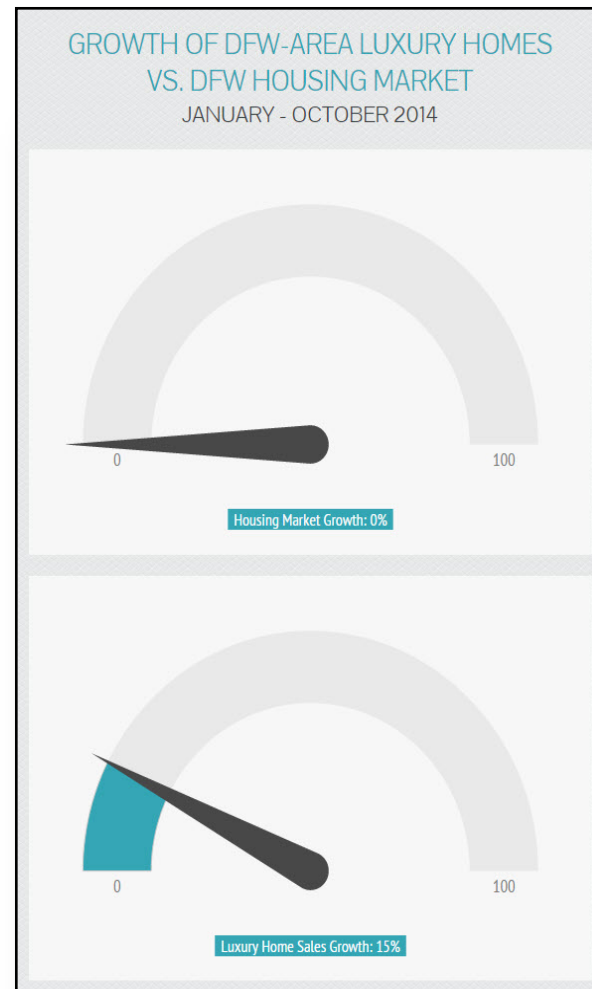 GROWTH OF DFW-AREA LUXURY HOMES
VS. DFW HOUSING MARKET
JANUARY - OCTOBER 2014
0
100
Housing Market Growth: 0%
0
100
Luxury Home Sales Growth: 15%